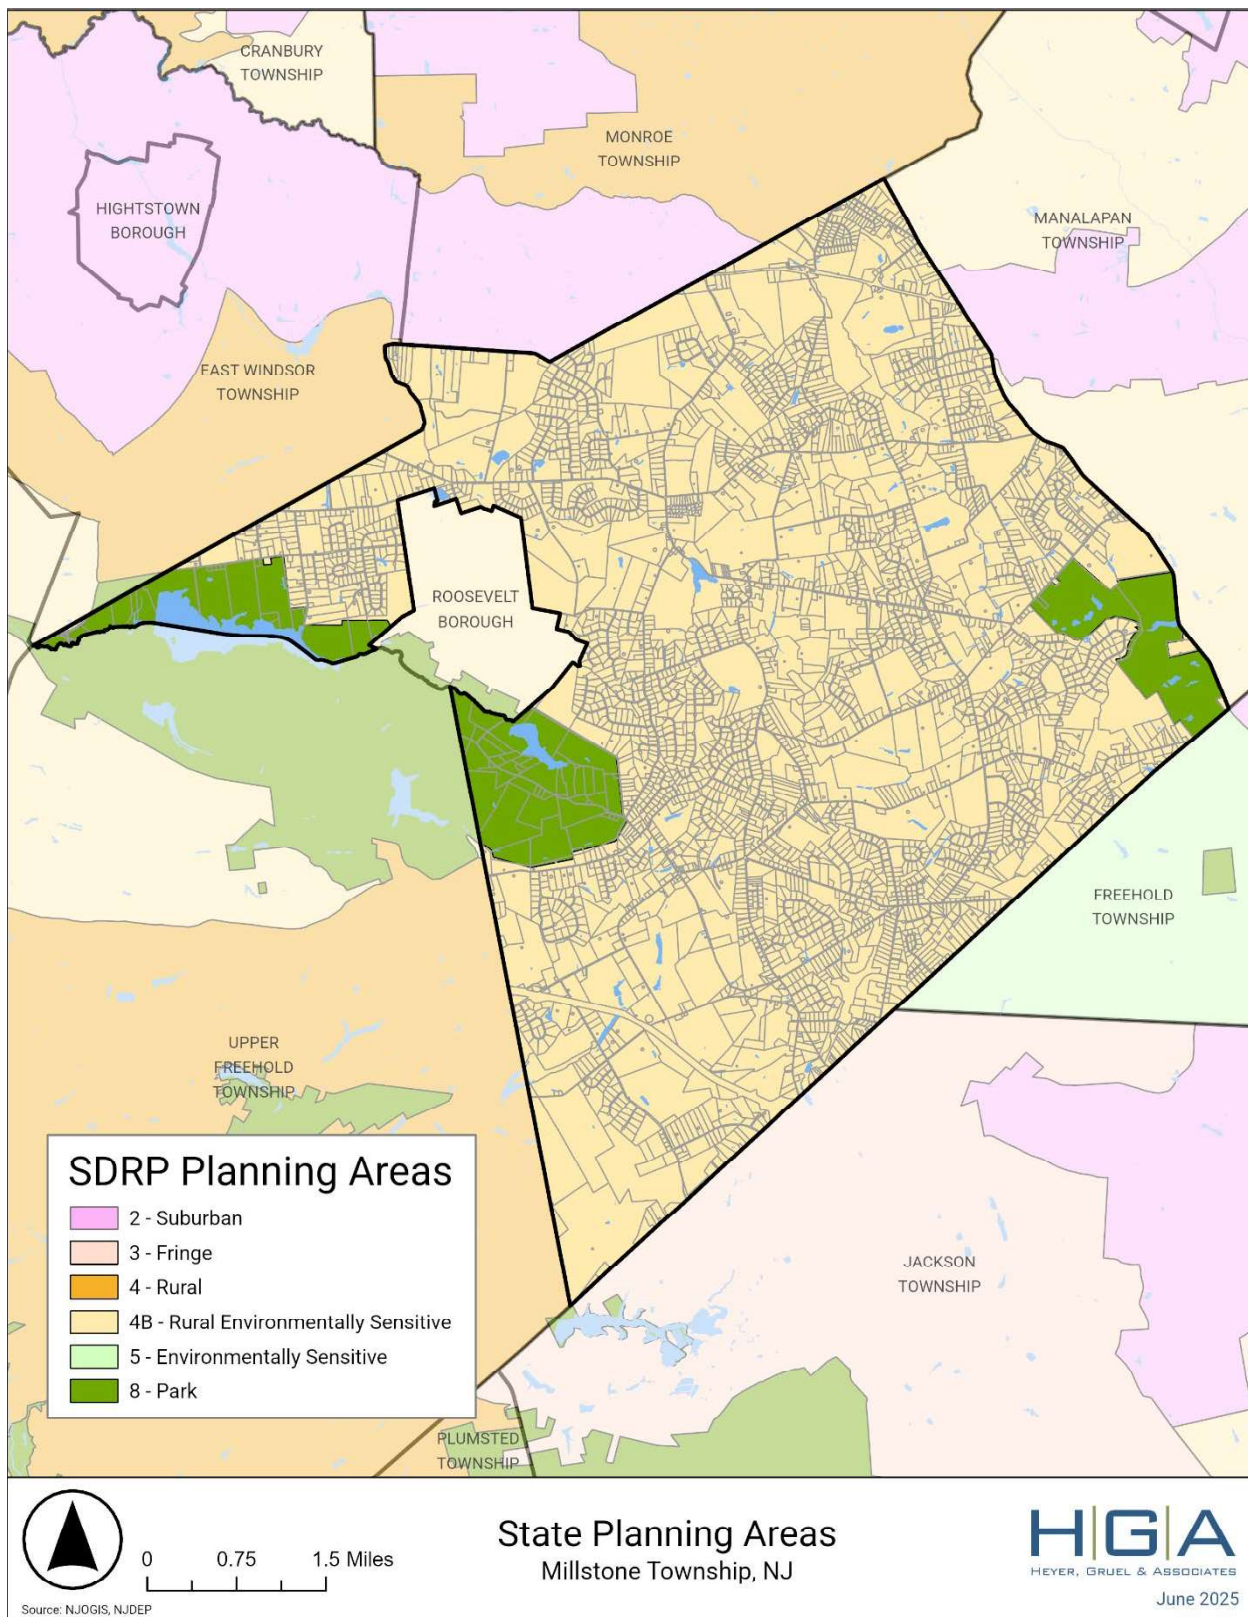 CRANBURY
TOWNSHIP
MONROE
TOWNSHIP
HIGHTSTOWN
BOROUGH
MANALAPAN
TOWNSHIP
EAST WINDSOR
TOWNSHIP
ROOSEVELT
BOROUGH
FREEHOLD
TOWNSHIP
UPPER
FREEHOLD
TOWNSHIP
JACKSON
TOWNSHIP
PLUMSTED
TOWNSHIP
SDRP Planning Areas
2 - Suburban
3 - Fringe
4 - Rural
4B - Rural Environmentally Sensitive
5 - Environmentally Sensitive
8 - Park
0 0.75 1.5 Miles
Source: NJOGIS, NJDEP
State Planning Areas
Millstone Township, NJ
H|G|A
HEYER, GRUEL & ASSOCIATES
June 2025